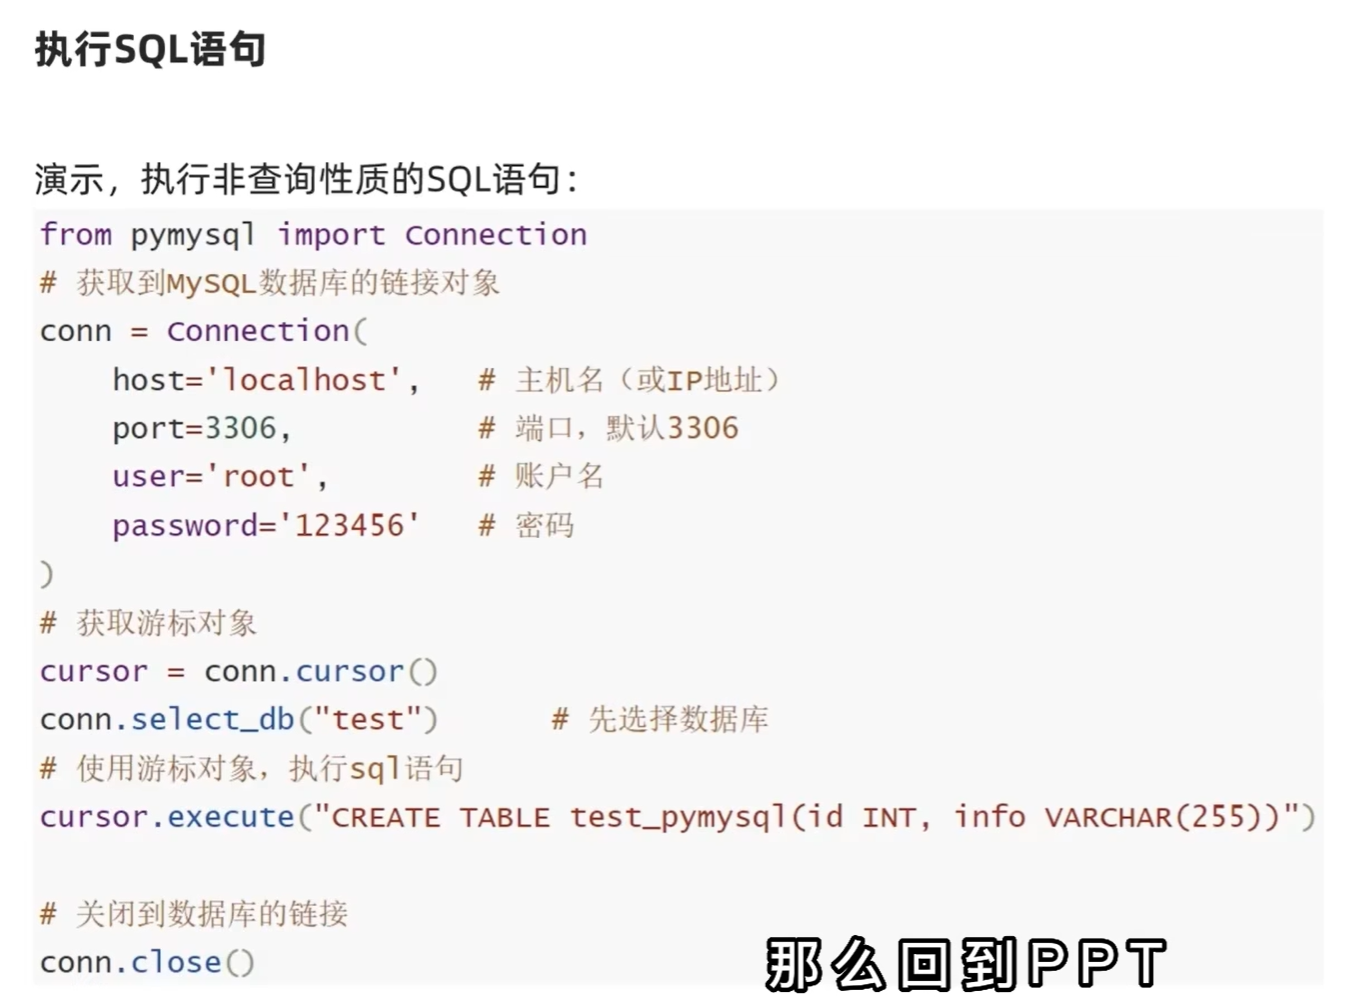 执行SQL语句
演示，执行非查询性质的SQL语句：
from pymysql import Connection
# 获取到MySQL数据库的链接对象
conn = Connection(
    host='localhost',   # 主机名（或IP地址）
    port=3306,          # 端口，默认3306
    user='root',        # 账户名
    password='123456'   # 密码
)
# 获取游标对象
cursor = conn.cursor()
conn.select_db("test")      # 先选择数据库
# 使用游标对象，执行sql语句
cursor.execute("CREATE TABLE test_pymysql(id INT, info VARCHAR(255))")
# 关闭到数据库的链接
conn.close()
那么回到PPT